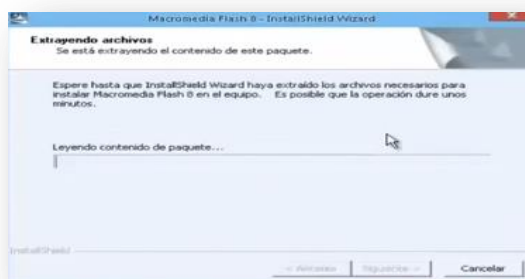 Macromedia Flash 8 - InstallShield Wizard
Extrayendo archivos
Se está extrayendo el contenido de este paquete.
Espere hasta que InstallShield Wizard haya extraído los archivos necesarios para
instalar Macromedia Flash 8 en el equipo. Es posible que la operación dure unos
minutos.
Leyendo contenido de paquete...
InstallShield
< Anterior Siguiente > Cancelar